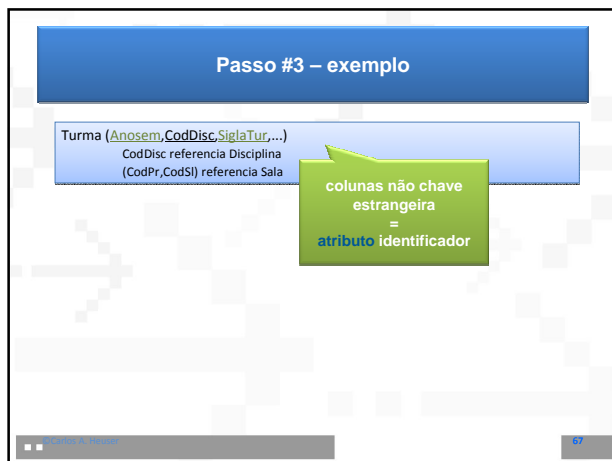 Passo #3 – exemplo
Turma (Anosem,CodDisc,SiglaTur,...)
CodDisc referencia Disciplina
(CodPr,CodSl) referencia Sala
colunas não chave
estrangeira
=
atributo identificador
©Carlos A. Heuser
67